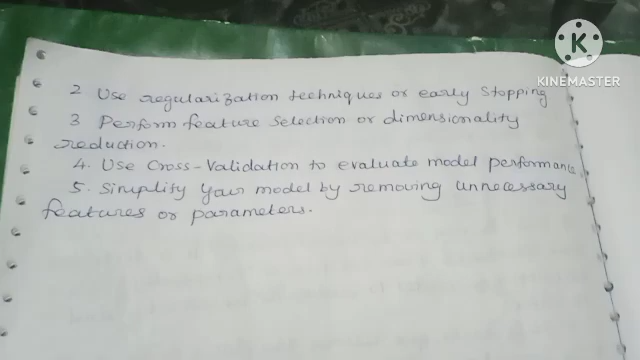 KINEMASTER
2 Use regularization techniques or early stopping
3 Perform feature selection or dimensionality
reduction.
4. Use Cross-Validation to evaluate model performance
5. Simplify your model by removing unnecessary
features or parameters.